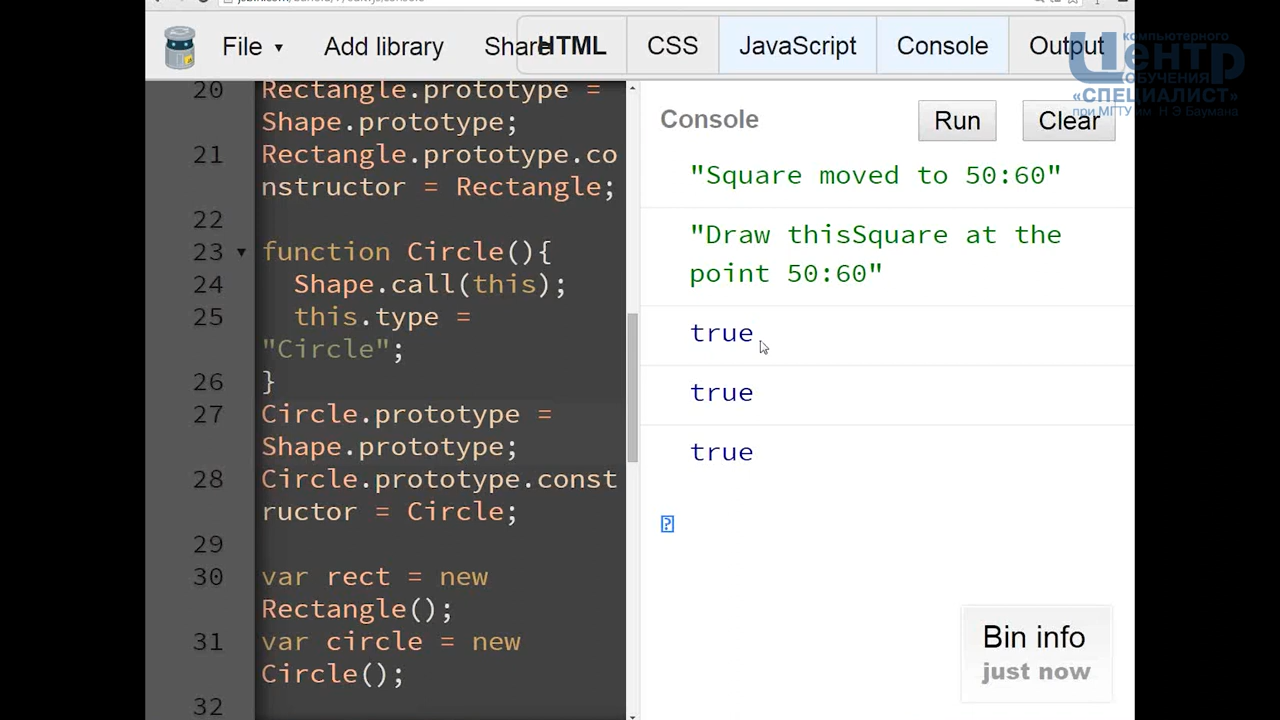 File ▾ Add library Share HTML CSS JavaScript Console Output
компьютерного
Центр
ОБУЧЕНИЯ
«СПЕЦИАЛИСТ»
при МГТУ им. Н.Э.Баумана
20 Rectangle.prototype =
Shape.prototype;
21 Rectangle.prototype.co
nstructor = Rectangle;
22
23 ▾ function Circle(){
24 Shape.call(this);
25 this.type =
"Circle";
26 }
27 Circle.prototype =
Shape.prototype;
28 Circle.prototype.const
ructor = Circle;
29
30 var rect = new
Rectangle();
31 var circle = new
Circle();
32
Console Run Clear
"Square moved to 50:60"
"Draw thisSquare at the
point 50:60"
true
true
true
Bin info
just now